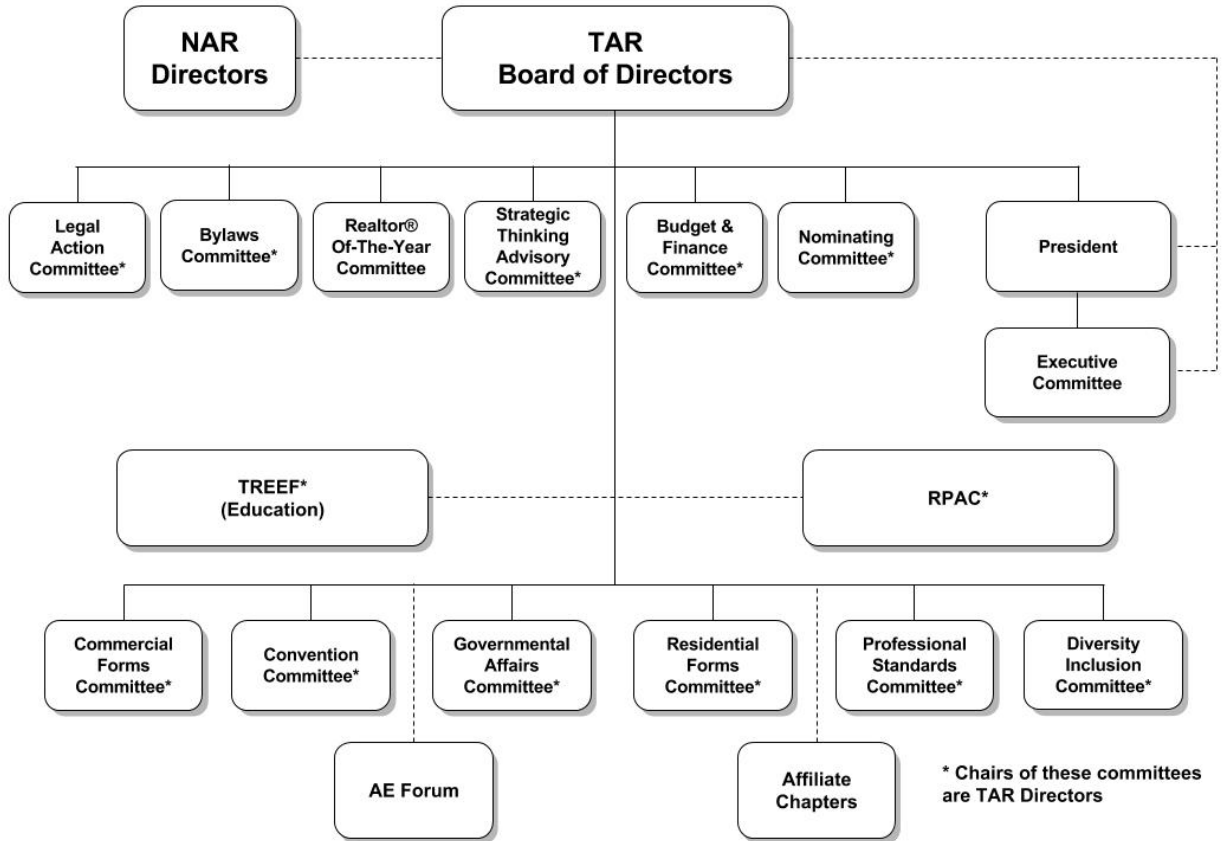 NAR
Directors
TAR
Board of Directors
Legal
Action
Committee*
Bylaws
Committee*
Realtor®
Of-The-Year
Committee
Strategic
Thinking
Advisory
Committee*
Budget &
Finance
Committee*
Nominating
Committee*
President
Executive
Committee
TREEF*
(Education)
RPAC*
Commercial
Forms
Committee*
Convention
Committee*
Governmental
Affairs
Committee*
Residential
Forms
Committee*
Professional
Standards
Committee*
Diversity
Inclusion
Committee*
AE Forum
Affiliate
Chapters
* Chairs of these committees
are TAR Directors